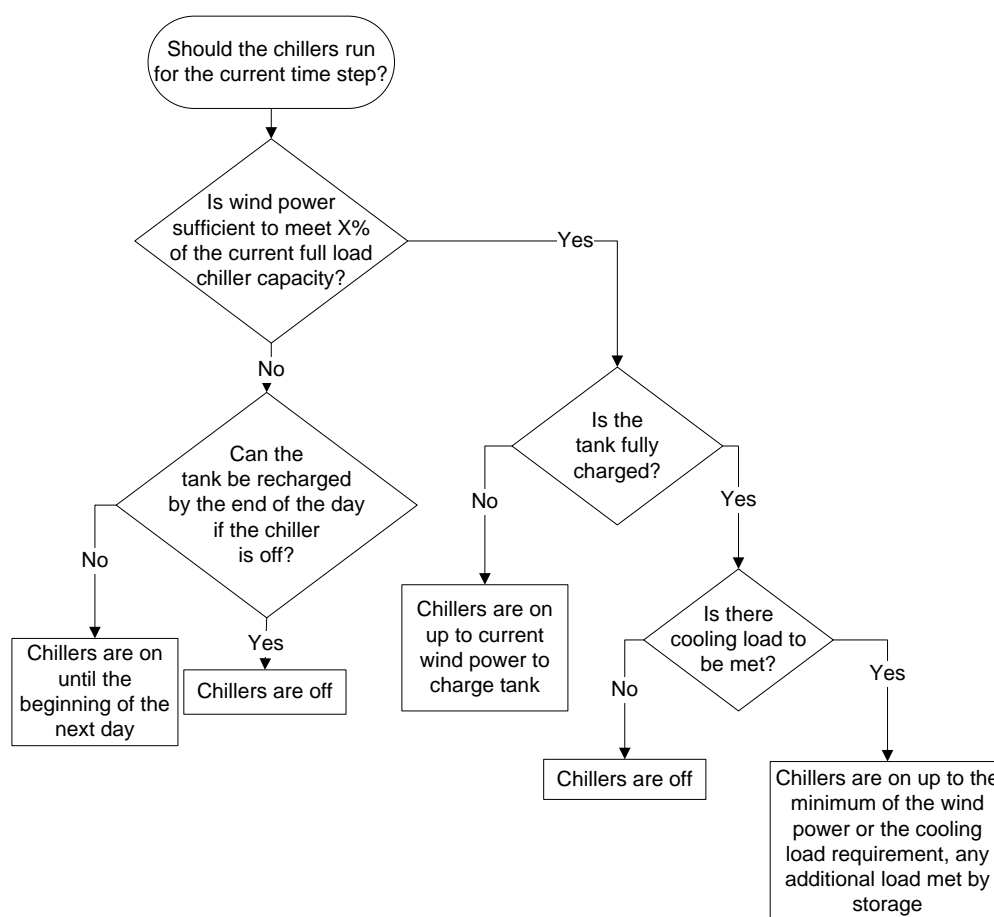 Should the chillers run
for the current time step?
Is wind power
sufficient to meet X%
of the current full load
chiller capacity?
Yes
No
Is the
tank fully
charged?
Can the
tank be recharged
by the end of the day
if the chiller
is off?
No
Yes
No
Yes
Chillers are on
until the
beginning of the
next day
Chillers are off
Chillers are on
up to current
wind power to
charge tank
Is there
cooling load to
be met?
No
Yes
Chillers are off
Chillers are on up to the
minimum of the wind
power or the cooling
load requirement, any
additional load met by
storage